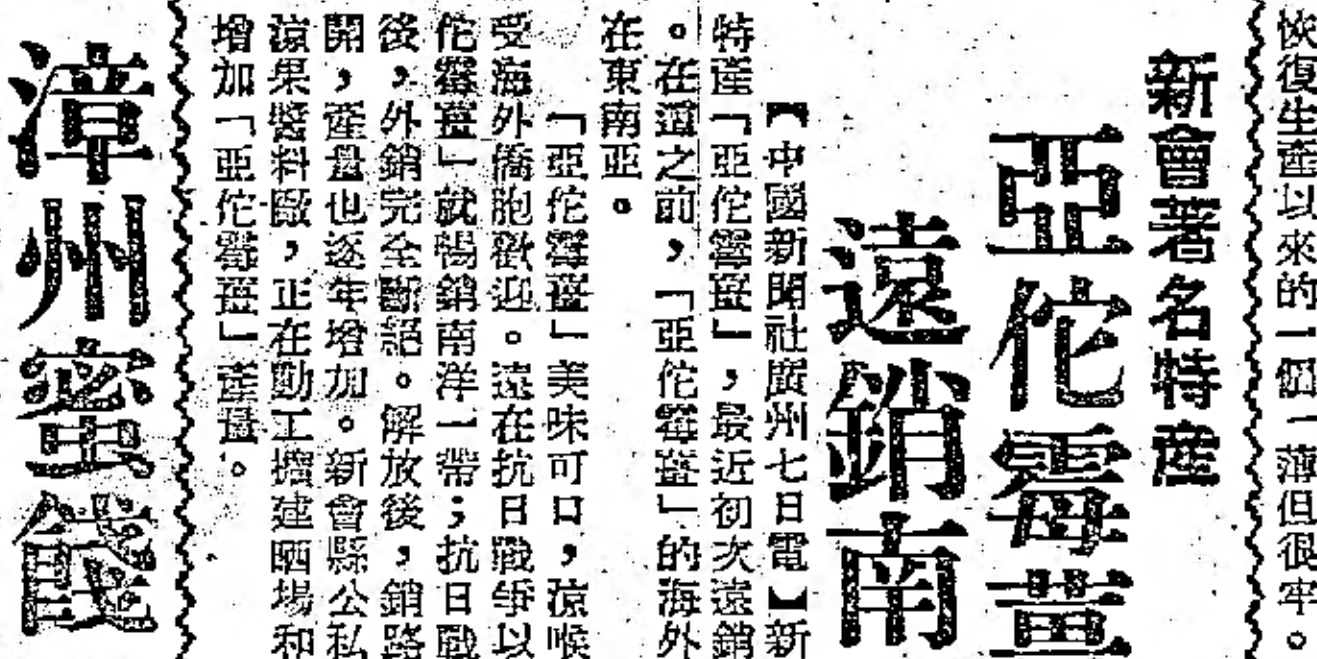 恢復生產以來的一個「薄但很牢。
新會著名特產
亞佗霉薑
遠銷南
【中國新聞社廣州七日電】新
特產「亞佗霉薑」，最近初次遠銷
。在這之前，「亞佗霉薑」的海外
在東南亞。
「亞佗霉薑」美味可口，涼喉
受海外僑胞歡迎。遠在抗日戰爭以
佗霉薑」就暢銷南洋一帶；抗日戰
後，外銷完全斷絕。解放後，銷路
開，產量也逐年增加。新會縣公私
涼果醬料廠，正在動工擴建晒場和
增加「亞佗霉薑」產量。
漳州蜜餞